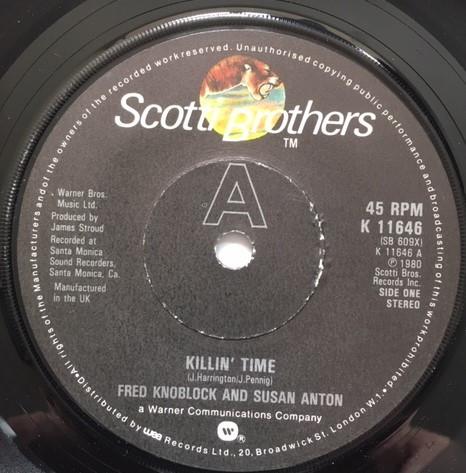 All rights of the Manufacturers and of the owners of the recorded work reserved. Unauthorised copying public performance and broadcasting of this work prohibited.
Scotti Brothers
TM
A
Warner Bros.
Music Ltd.
Produced by
James Stroud
Recorded at
Santa Monica
Sound Recorders,
Santa Monica, Ca.
Manufactured
in the UK
45 RPM
K 11646
(SB 609X)
K 11646 A
℗ 1980
Scotti Bros.
Records Inc.
SIDE ONE
STEREO
KILLIN' TIME
(J.Harrington/J.Pennig)
FRED KNOBLOCK AND SUSAN ANTON
a Warner Communications Company
Distributed by wea Records Ltd., 20, Broadwick St. London W.1.